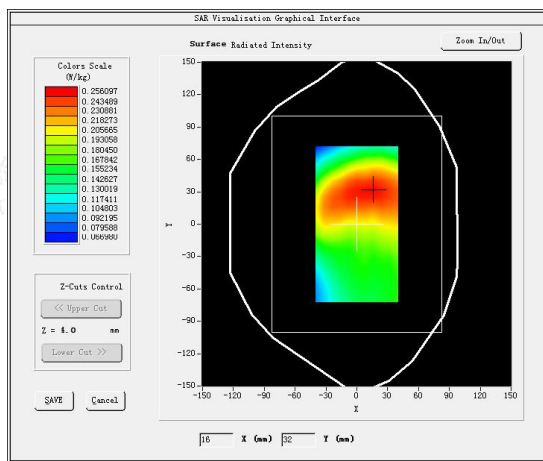 SAR Visualisation Graphical Interface
Surface Radiated Intensity
Zoom In/Out
Colors Scale
(W/kg)
0.256097
0.243489
0.230881
0.218273
0.205665
0.193058
0.180450
0.167842
0.155234
0.142627
0.130019
0.117411
0.104803
0.092195
0.079588
0.066980
Z-Cuts Control
<< Upper Cut
Z = 4.0 mm
Lower Cut >>
SAVE
Cancel
150
120
90
60
30
0
-30
-60
-90
-120
-150
Y
-150 -120 -90 -60 -30 0 30 60 90 120 150
X
16 X (mm) 32 Y (mm)